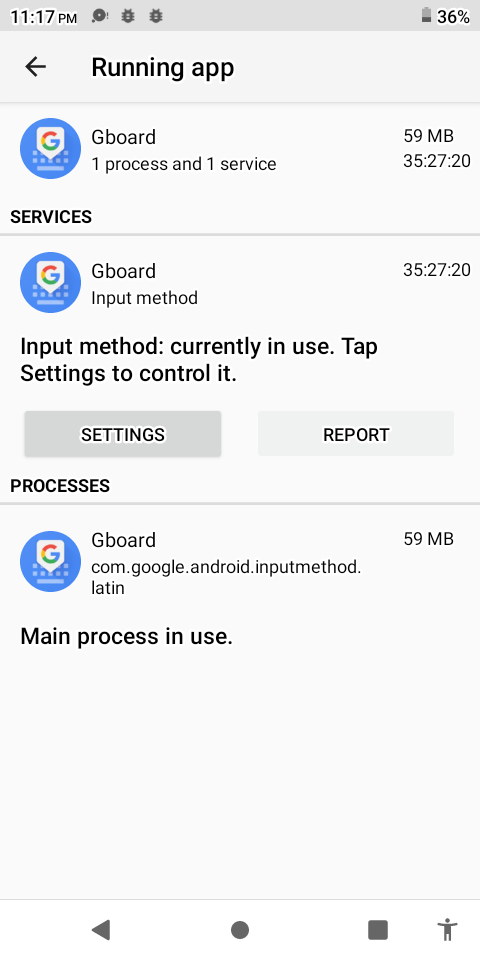 11:17 PM
36%
Running app
Gboard
59 MB
1 process and 1 service
35:27:20
SERVICES
Gboard
35:27:20
Input method
Input method: currently in use. Tap
Settings to control it.
SETTINGS
REPORT
PROCESSES
Gboard
59 MB
com.google.android.inputmethod.
latin
Main process in use.